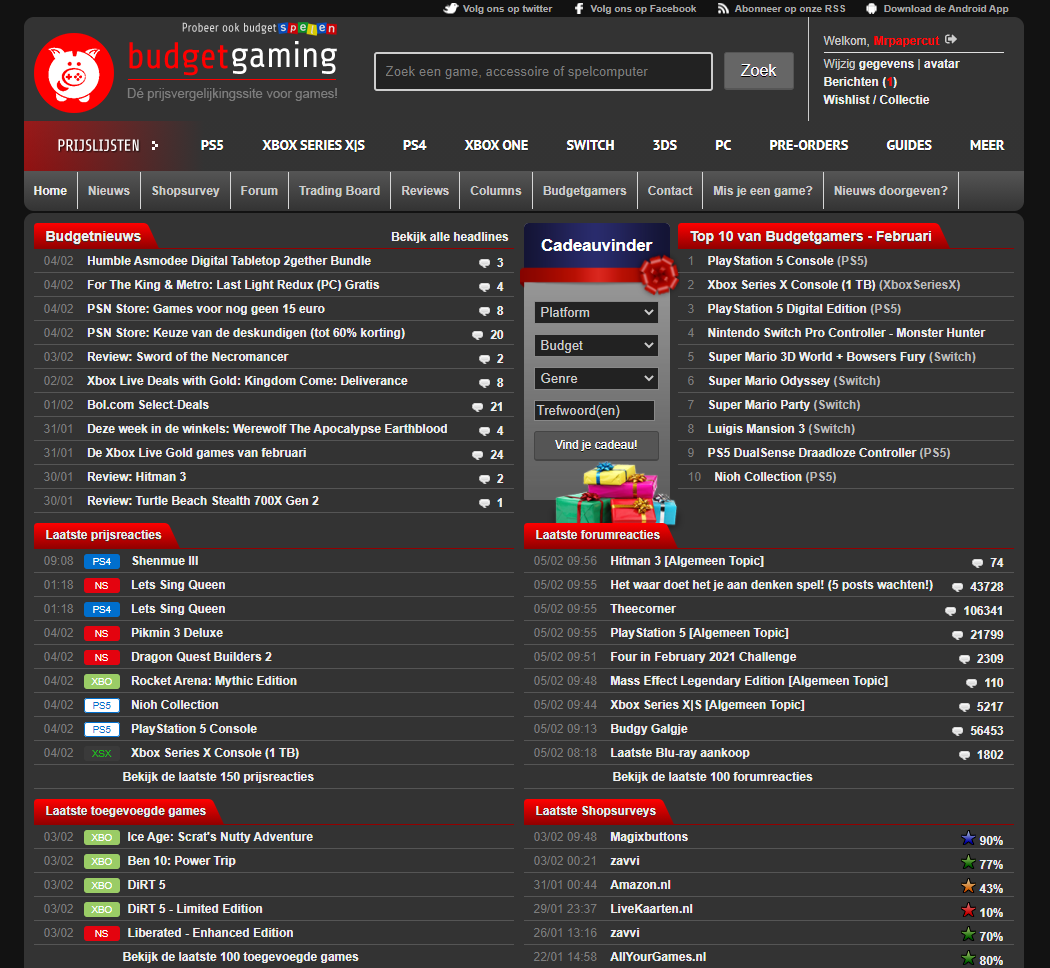 Volg ons op twitter Volg ons op Facebook Abonneer op onze RSS Download de Android App
Probeer ook budget spelen
budgetgaming
Dé prijsvergelijkingssite voor games!
Zoek een game, accessoire of spelcomputer
Zoek
Welkom, Mrpapercut
Wijzig gegevens | avatar
Berichten (1)
Wishlist / Collectie
PRIJSLIJSTEN PS5 XBOX SERIES X|S PS4 XBOX ONE SWITCH 3DS PC PRE-ORDERS GUIDES MEER
Home Nieuws Shopsurvey Forum Trading Board Reviews Columns Budgetgamers Contact Mis je een game? Nieuws doorgeven?
Budgetnieuws Bekijk alle headlines
04/02 Humble Asmodee Digital Tabletop 2gether Bundle 3
04/02 For The King & Metro: Last Light Redux (PC) Gratis 4
04/02 PSN Store: Games voor nog geen 15 euro 8
04/02 PSN Store: Keuze van de deskundigen (tot 60% korting) 20
03/02 Review: Sword of the Necromancer 2
02/02 Xbox Live Deals with Gold: Kingdom Come: Deliverance 8
01/02 Bol.com Select-Deals 21
31/01 Deze week in de winkels: Werewolf The Apocalypse Earthblood 4
31/01 De Xbox Live Gold games van februari 24
30/01 Review: Hitman 3 2
30/01 Review: Turtle Beach Stealth 700X Gen 2 1
Cadeauvinder
Platform
Budget
Genre
Trefwoord(en)
Vind je cadeau!
Top 10 van Budgetgamers - Februari
1 PlayStation 5 Console (PS5)
2 Xbox Series X Console (1 TB) (XboxSeriesX)
3 PlayStation 5 Digital Edition (PS5)
4 Nintendo Switch Pro Controller - Monster Hunter
5 Super Mario 3D World + Bowsers Fury (Switch)
6 Super Mario Odyssey (Switch)
7 Super Mario Party (Switch)
8 Luigis Mansion 3 (Switch)
9 PS5 DualSense Draadloze Controller (PS5)
10 Nioh Collection (PS5)
Laatste prijsreacties
09:08 PS4 Shenmue III
01:18 NS Lets Sing Queen
01:18 PS4 Lets Sing Queen
04/02 NS Pikmin 3 Deluxe
04/02 NS Dragon Quest Builders 2
04/02 XBO Rocket Arena: Mythic Edition
04/02 PS5 Nioh Collection
04/02 PS5 PlayStation 5 Console
04/02 XSX Xbox Series X Console (1 TB)
Bekijk de laatste 150 prijsreacties
Laatste forumreacties
05/02 09:56 Hitman 3 [Algemeen Topic] 74
05/02 09:55 Het waar doet het je aan denken spel! (5 posts wachten!) 43728
05/02 09:55 Theecorner 106341
05/02 09:55 PlayStation 5 [Algemeen Topic] 21799
05/02 09:51 Four in February 2021 Challenge 2309
05/02 09:48 Mass Effect Legendary Edition [Algemeen Topic] 110
05/02 09:44 Xbox Series X|S [Algemeen Topic] 5217
05/02 09:13 Budgy Galgje 56453
05/02 08:18 Laatste Blu-ray aankoop 1802
Bekijk de laatste 100 forumreacties
Laatste toegevoegde games
03/02 XBO Ice Age: Scrat's Nutty Adventure
03/02 XBO Ben 10: Power Trip
03/02 XBO DiRT 5
03/02 XBO DiRT 5 - Limited Edition
03/02 NS Liberated - Enhanced Edition
Bekijk de laatste 100 toegevoegde games
Laatste Shopsurveys
03/02 09:48 Magixbuttons 90%
03/02 00:21 zavvi 77%
31/01 00:44 Amazon.nl 43%
29/01 23:37 LiveKaarten.nl 10%
26/01 13:16 zavvi 70%
22/01 14:58 AllYourGames.nl 80%